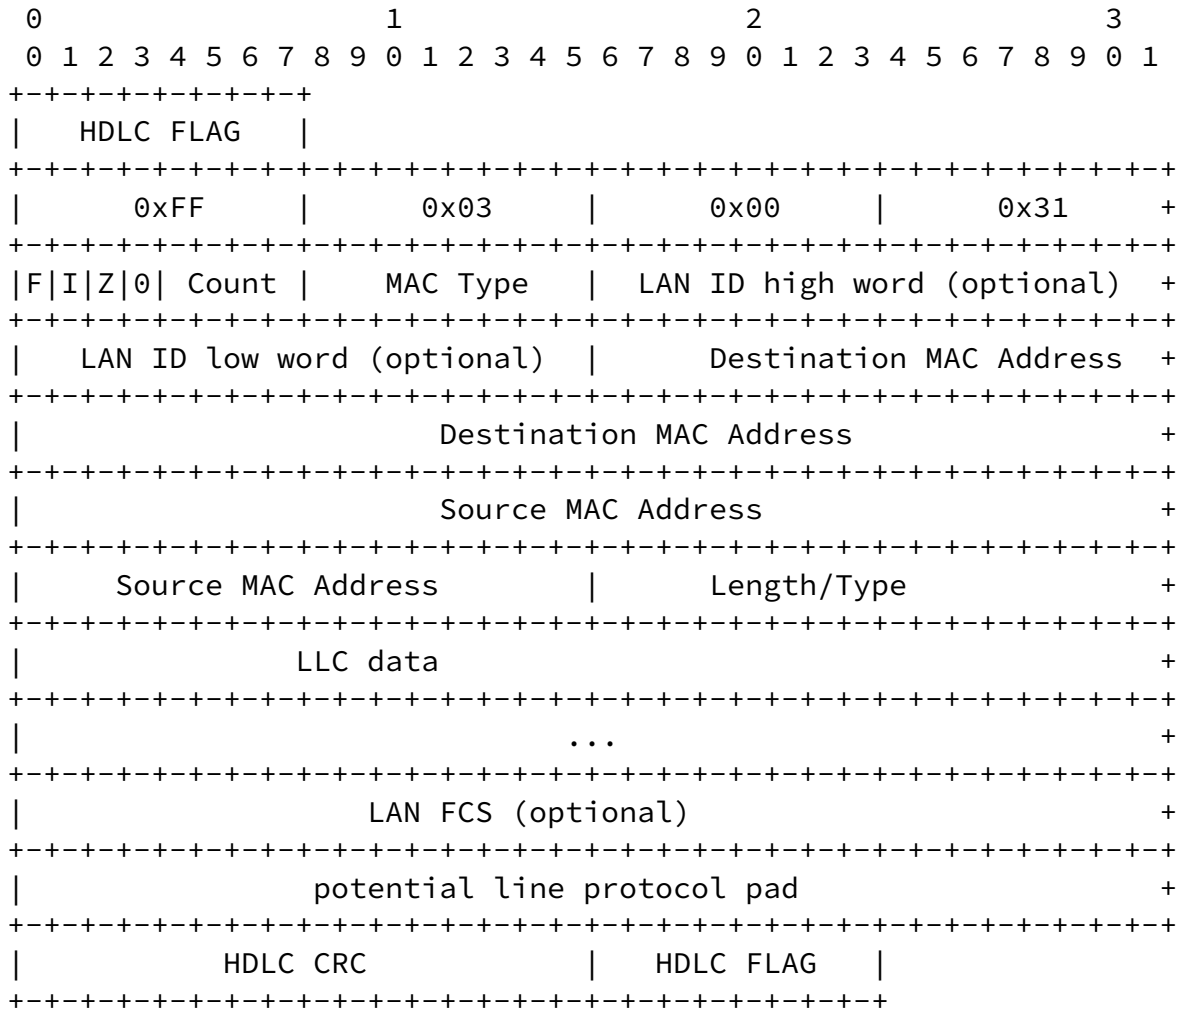 0                   1                   2                   3
 0 1 2 3 4 5 6 7 8 9 0 1 2 3 4 5 6 7 8 9 0 1 2 3 4 5 6 7 8 9 0 1
+-+-+-+-+-+-+-+-+
|   HDLC FLAG   |
+-+-+-+-+-+-+-+-+-+-+-+-+-+-+-+-+-+-+-+-+-+-+-+-+-+-+-+-+-+-+-+-+
|      0xFF     |      0x03     |      0x00     |      0x31     +
+-+-+-+-+-+-+-+-+-+-+-+-+-+-+-+-+-+-+-+-+-+-+-+-+-+-+-+-+-+-+-+-+
|F|I|Z|0| Count |    MAC Type   |  LAN ID high word (optional)  +
+-+-+-+-+-+-+-+-+-+-+-+-+-+-+-+-+-+-+-+-+-+-+-+-+-+-+-+-+-+-+-+-+
|   LAN ID low word (optional)  |      Destination MAC Address  +
+-+-+-+-+-+-+-+-+-+-+-+-+-+-+-+-+-+-+-+-+-+-+-+-+-+-+-+-+-+-+-+-+
|                       Destination MAC Address                 +
+-+-+-+-+-+-+-+-+-+-+-+-+-+-+-+-+-+-+-+-+-+-+-+-+-+-+-+-+-+-+-+-+
|                       Source MAC Address                      +
+-+-+-+-+-+-+-+-+-+-+-+-+-+-+-+-+-+-+-+-+-+-+-+-+-+-+-+-+-+-+-+-+
|     Source MAC Address        |      Length/Type              +
+-+-+-+-+-+-+-+-+-+-+-+-+-+-+-+-+-+-+-+-+-+-+-+-+-+-+-+-+-+-+-+-+
|               LLC data                                        +
+-+-+-+-+-+-+-+-+-+-+-+-+-+-+-+-+-+-+-+-+-+-+-+-+-+-+-+-+-+-+-+-+
|                              ...                              +
+-+-+-+-+-+-+-+-+-+-+-+-+-+-+-+-+-+-+-+-+-+-+-+-+-+-+-+-+-+-+-+-+
|                   LAN FCS (optional)                          +
+-+-+-+-+-+-+-+-+-+-+-+-+-+-+-+-+-+-+-+-+-+-+-+-+-+-+-+-+-+-+-+-+
|                potential line protocol pad                    +
+-+-+-+-+-+-+-+-+-+-+-+-+-+-+-+-+-+-+-+-+-+-+-+-+-+-+-+-+-+-+-+-+
|           HDLC CRC            |   HDLC FLAG   |
+-+-+-+-+-+-+-+-+-+-+-+-+-+-+-+-+-+-+-+-+-+-+-+-+